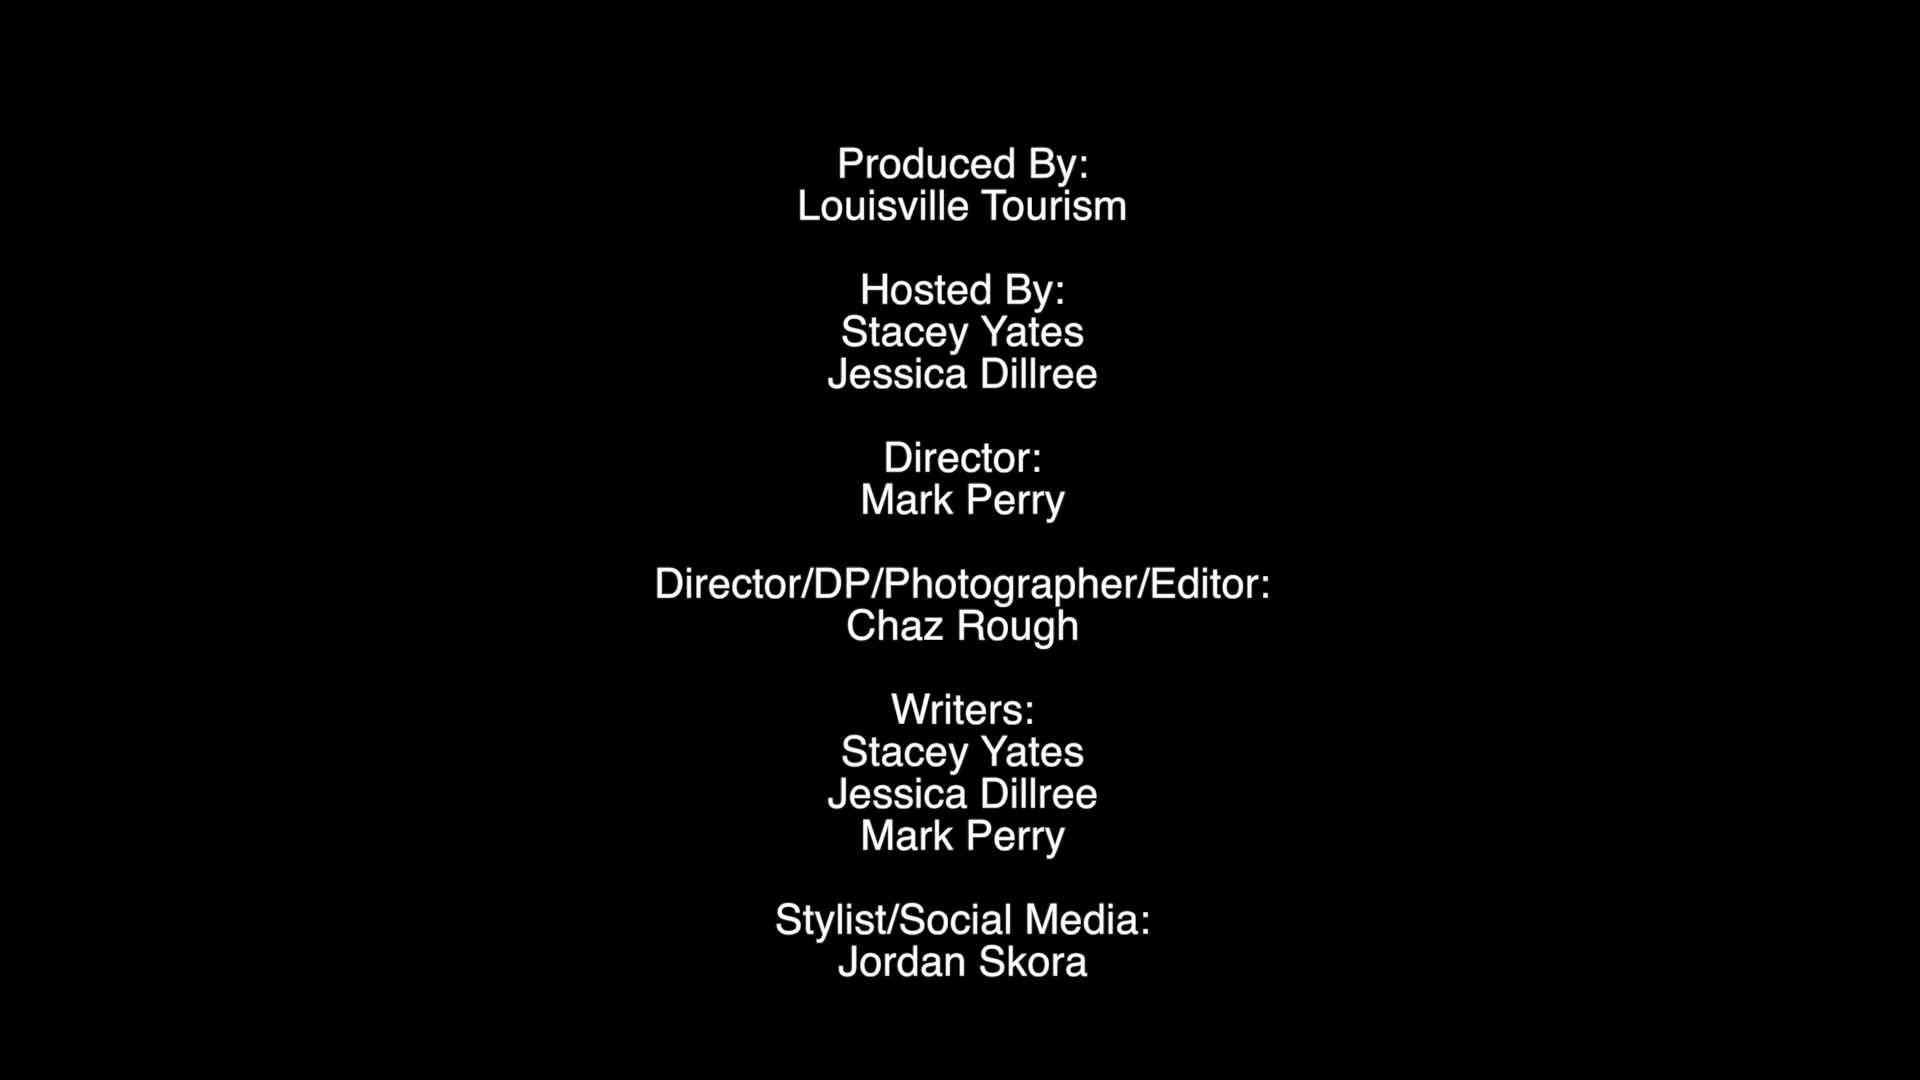 Produced By:
Louisville Tourism
Hosted By:
Stacey Yates
Jessica Dillree
Director:
Mark Perry
Director/DP/Photographer/Editor:
Chaz Rough
Writers:
Stacey Yates
Jessica Dillree
Mark Perry
Stylist/Social Media:
Jordan Skora